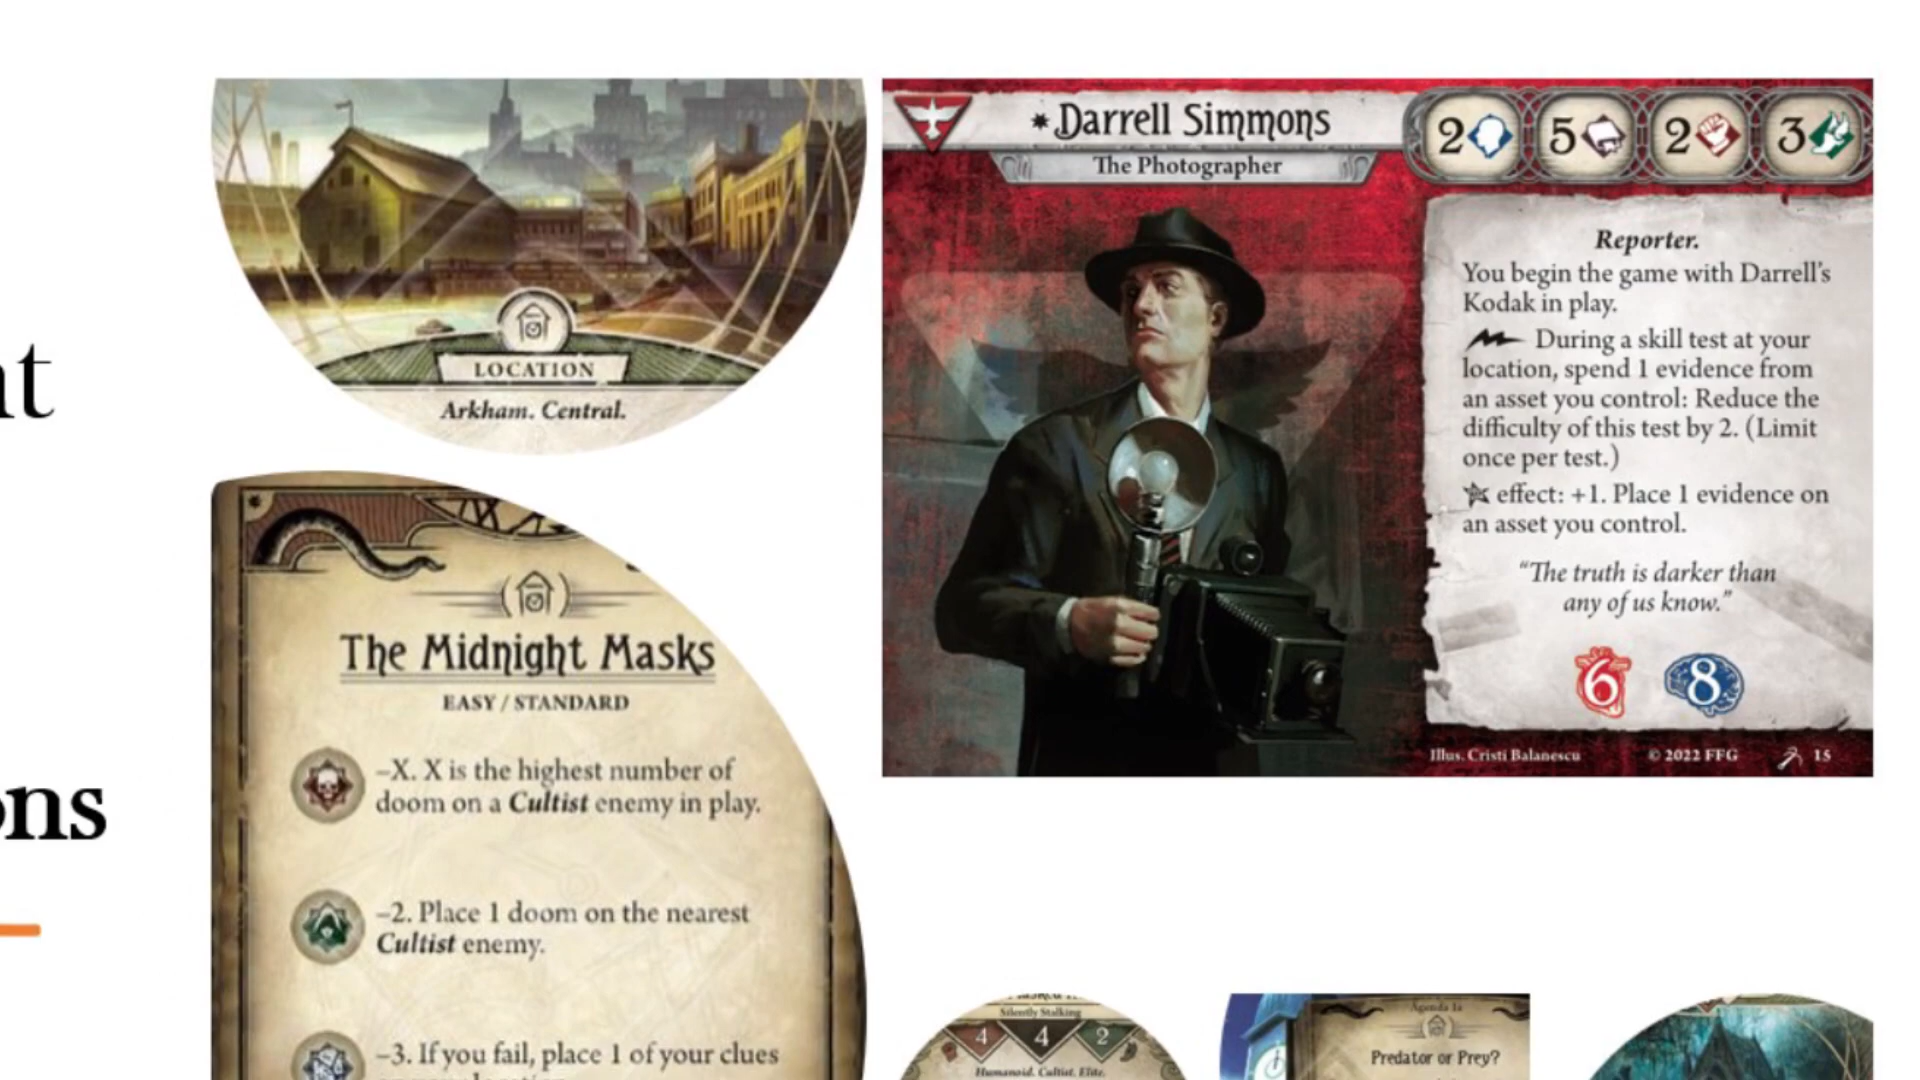 nt
ons
LOCATION
Arkham. Central.
The Midnight Masks
EASY / STANDARD
–X. X is the highest number of
doom on a Cultist enemy in play.
–2. Place 1 doom on the nearest
Cultist enemy.
–3. If you fail, place 1 of your clues
Darrell Simmons
The Photographer
2 5 2 3
Reporter.
You begin the game with Darrell's
Kodak in play.
During a skill test at your
location, spend 1 evidence from
an asset you control: Reduce the
difficulty of this test by 2. (Limit
once per test.)
effect: +1. Place 1 evidence on
an asset you control.
“The truth is darker than
any of us know.”
6 8
Illus. Cristi Balanescu © 2022 FFG 15
Silently Stalking
4 4 2
Humanoid. Cultist. Elite.
Agenda 1a
Predator or Prey?